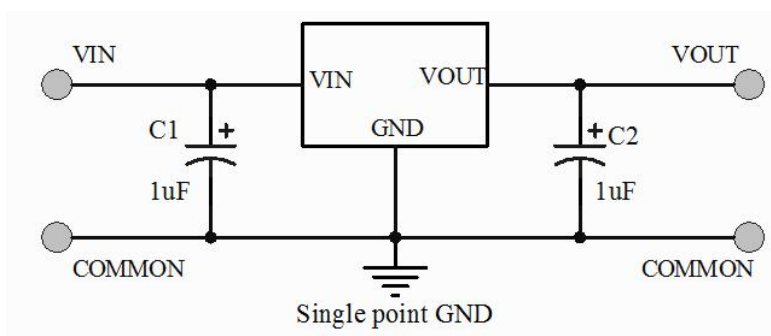 VIN
VOUT
VIN
VOUT
C1
+
GND
+
C2
1uF
1uF
COMMON
COMMON
Single point GND